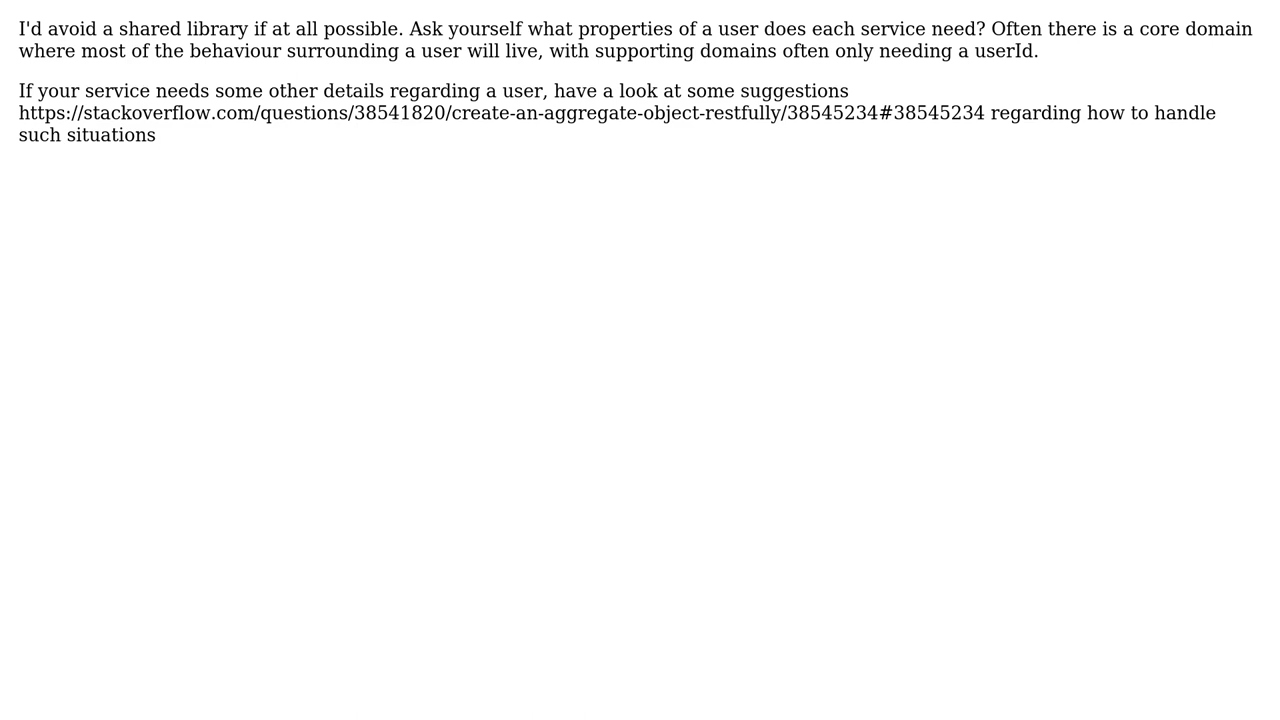 I'd avoid a shared library if at all possible. Ask yourself what properties of a user does each service need? Often there is a core domain
where most of the behaviour surrounding a user will live, with supporting domains often only needing a userId.
If your service needs some other details regarding a user, have a look at some suggestions
https://stackoverflow.com/questions/38541820/create-an-aggregate-object-restfully/38545234#38545234 regarding how to handle
such situations